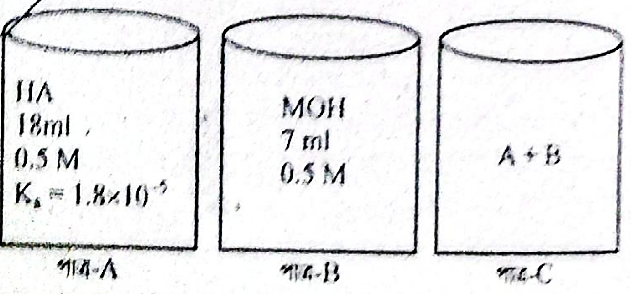 HA
18ml
0.5 M
Kₐ = 1.8×10⁻⁵
MOH
7 ml
0.5 M
A + B
পাত্র-A
পাত্র-B
পাত্র-C